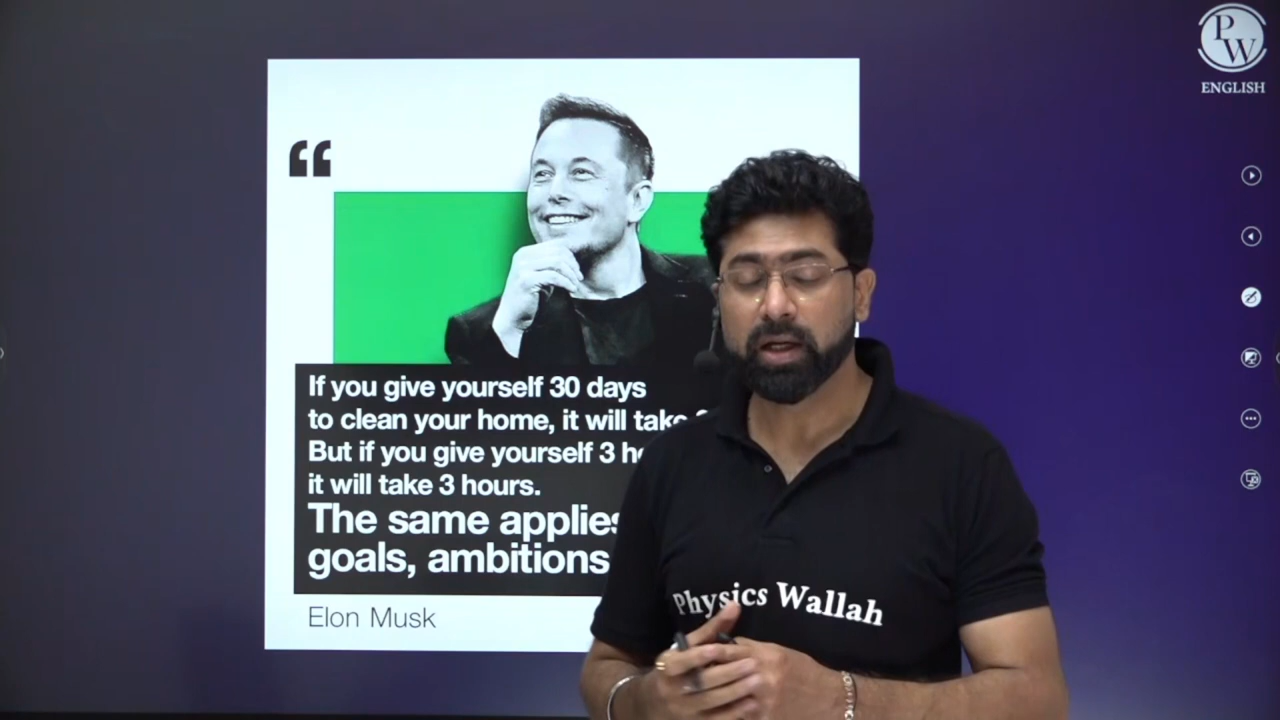 PW
ENGLISH
“
If you give yourself 30 days
to clean your home, it will take
But if you give yourself 3
it will take 3 hours.
The same applies
goals, ambitions
Elon Musk
Physics Wallah